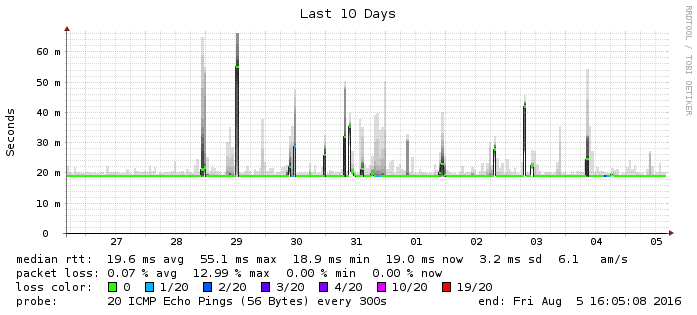 Last 10 Days
RRDTOOL / TOBI OETIKER
Seconds
60 m
50 m
40 m
30 m
20 m
10 m
0
27 28 29 30 31 01 02 03 04 05
median rtt: 19.6 ms avg 55.1 ms max 18.9 ms min 19.0 ms now 3.2 ms sd 6.1 am/s
packet loss: 0.07 % avg 12.99 % max 0.00 % min 0.00 % now
loss color: 0 1/20 2/20 3/20 4/20 10/20 19/20
probe: 20 ICMP Echo Pings (56 Bytes) every 300s end: Fri Aug 5 16:05:08 2016